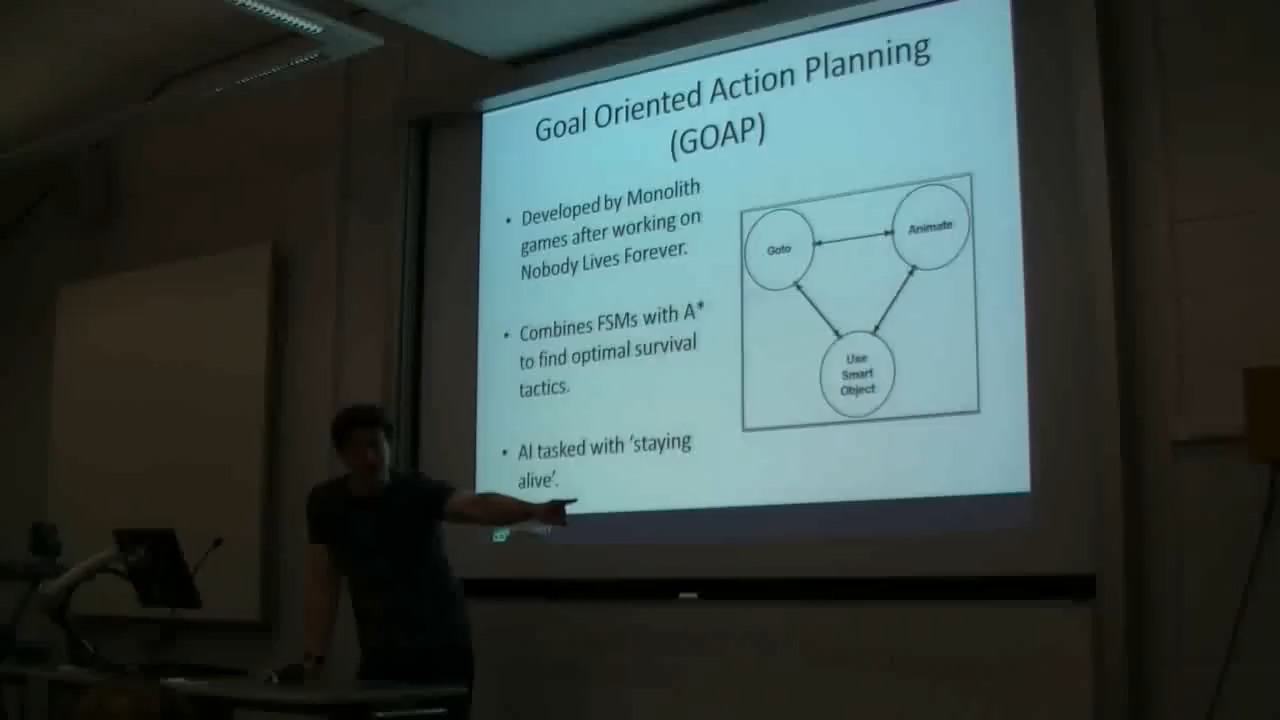 Goal Oriented Action Planning
(GOAP)
• Developed by Monolith
games after working on
Nobody Lives Forever.
• Combines FSMs with A*
to find optimal survival
tactics.
• AI tasked with ‘staying
alive’.
Goto
Animate
Use
Smart
Object